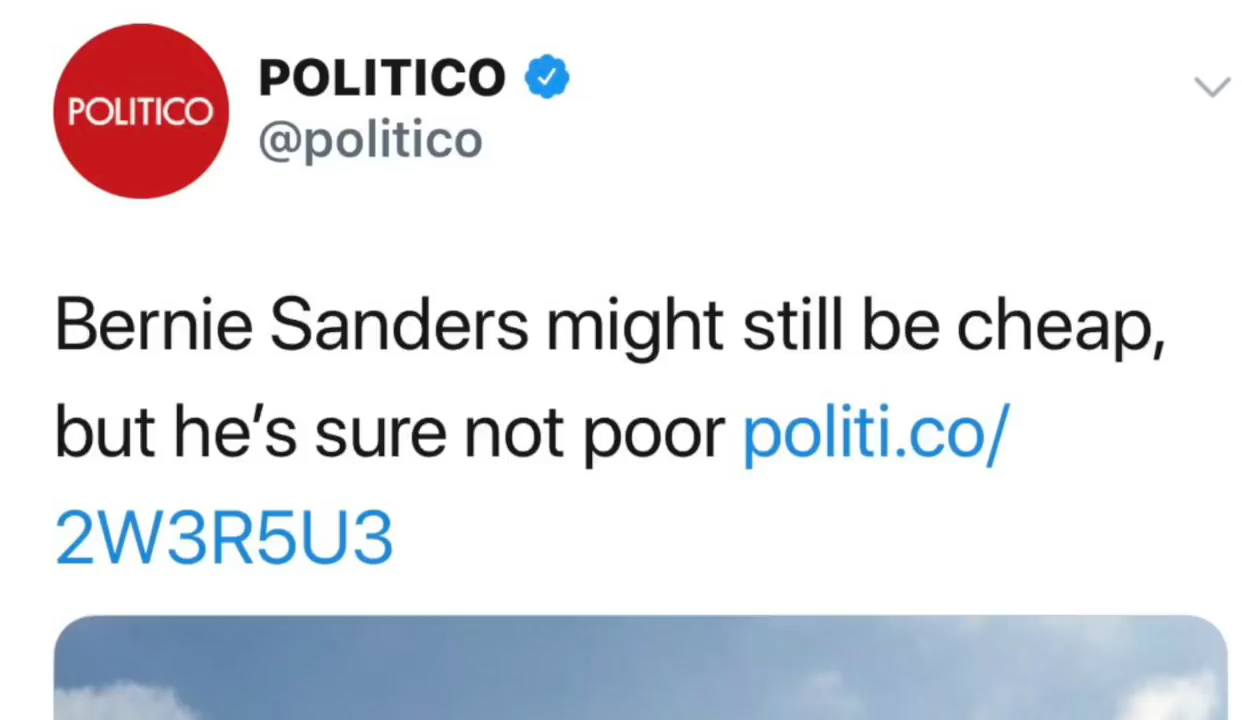 POLITICO
POLITICO
@politico
Bernie Sanders might still be cheap,
but he’s sure not poor politi.co/
2W3R5U3